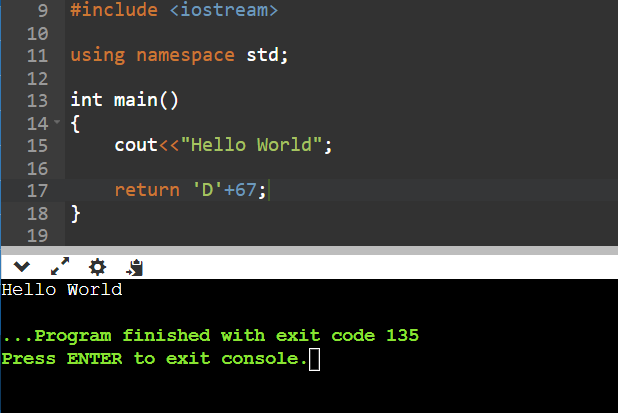 9 #include <iostream>
10
11 using namespace std;
12
13 int main()
14 {
15 cout<<"Hello World";
16
17 return 'D'+67;
18 }
19
Hello World
...Program finished with exit code 135
Press ENTER to exit console.